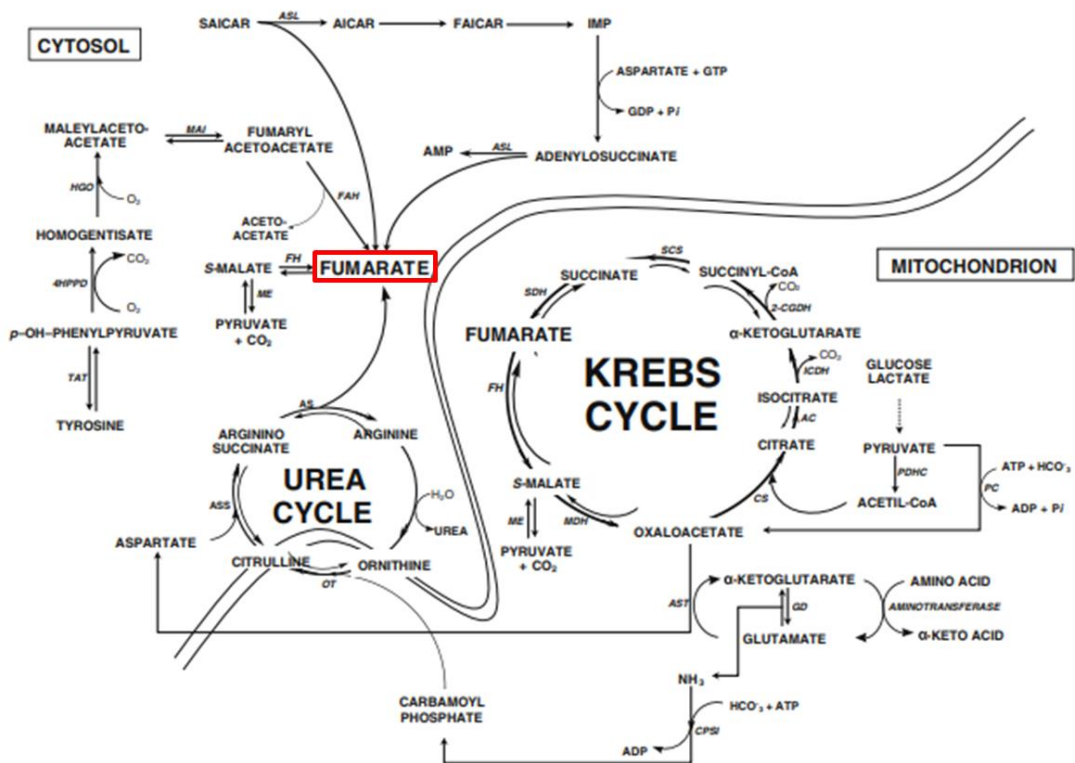 SAICAR
ASL
AICAR
FAICAR
IMP
CYTOSOL
ASPARTATE + GTP
GDP + Pi
MALEYLACETO-
ACETATE
MAI
FUMARYL
ACETOACETATE
AMP
ASL
ADENYLOSUCCINATE
HGO
O₂
FAH
ACETO-
ACETATE
HOMOGENTISATE
CO₂
4HPPD
O₂
S-MALATE
FH
FUMARATE
ME
PYRUVATE
+ CO₂
p-OH-PHENYLPYRUVATE
TAT
TYROSINE
MITOCHONDRION
SCS
SUCCINATE
SUCCINYL-CoA
CO₂
SDH
2-CGDH
FUMARATE
α-KETOGLUTARATE
CO₂
ICDH
GLUCOSE
LACTATE
KREBS
CYCLE
FH
ISOCITRATE
AC
CITRATE
PYRUVATE
PDHC
ATP + HCO⁻₃
PC
ADP + Pi
ACETIL-CoA
CS
S-MALATE
MDH
OXALOACETATE
ME
PYRUVATE
+ CO₂
AS
ARGININO
SUCCINATE
ARGININE
UREA
CYCLE
H₂O
UREA
ASS
ASPARTATE
CITRULLINE
ORNITHINE
OT
α-KETOGLUTARATE
AMINO ACID
AST
GD
AMINOTRANSFERASE
GLUTAMATE
α-KETO ACID
NH₃
CARBAMOYL
PHOSPHATE
HCO⁻₃ + ATP
CPSI
ADP